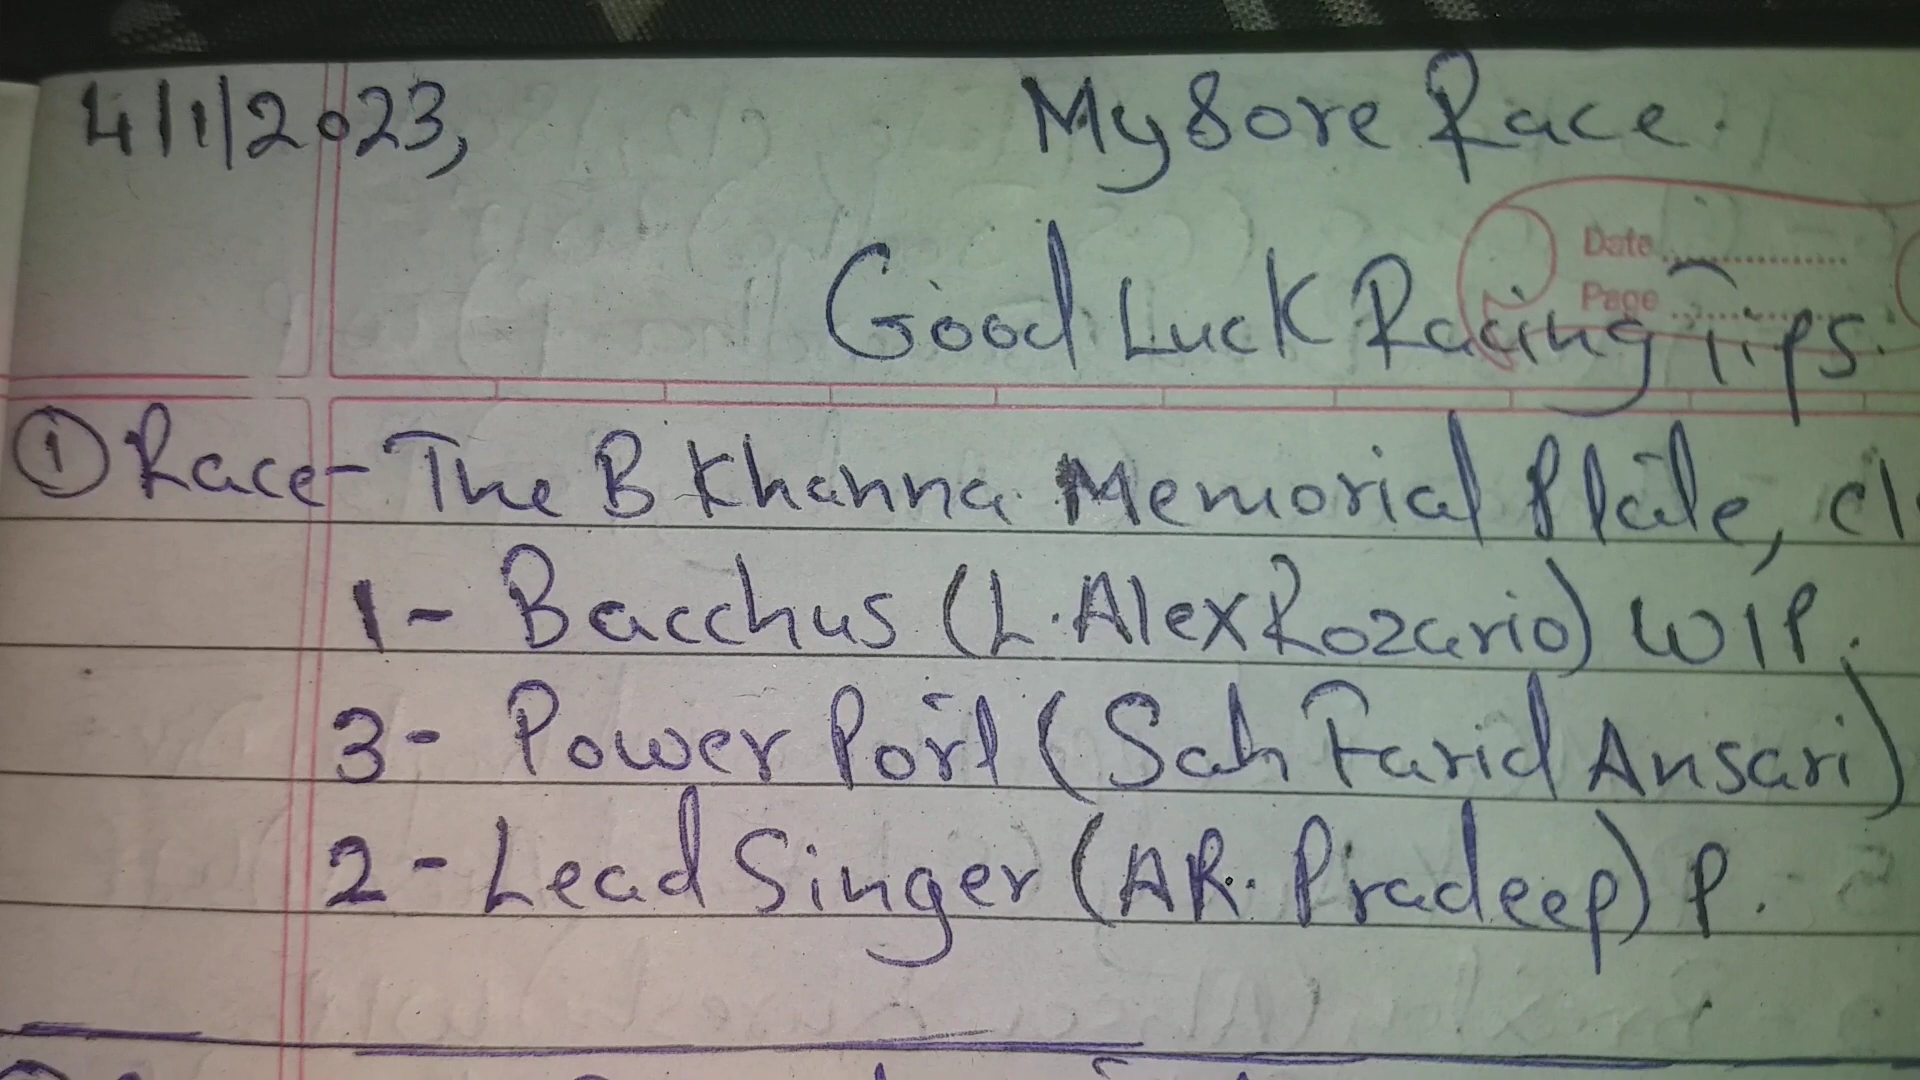 4/1/2023, Mysore Race.
Date
Page
Good Luck Racing Tips.
① Race - The B Khanna Memorial Plate, cl
1 - Bacchus (L. Alex Rozario) W/P.
3 - Power Port (Sah Farid Ansari)
2 - Lead Singer (AR. Pradeep) P.